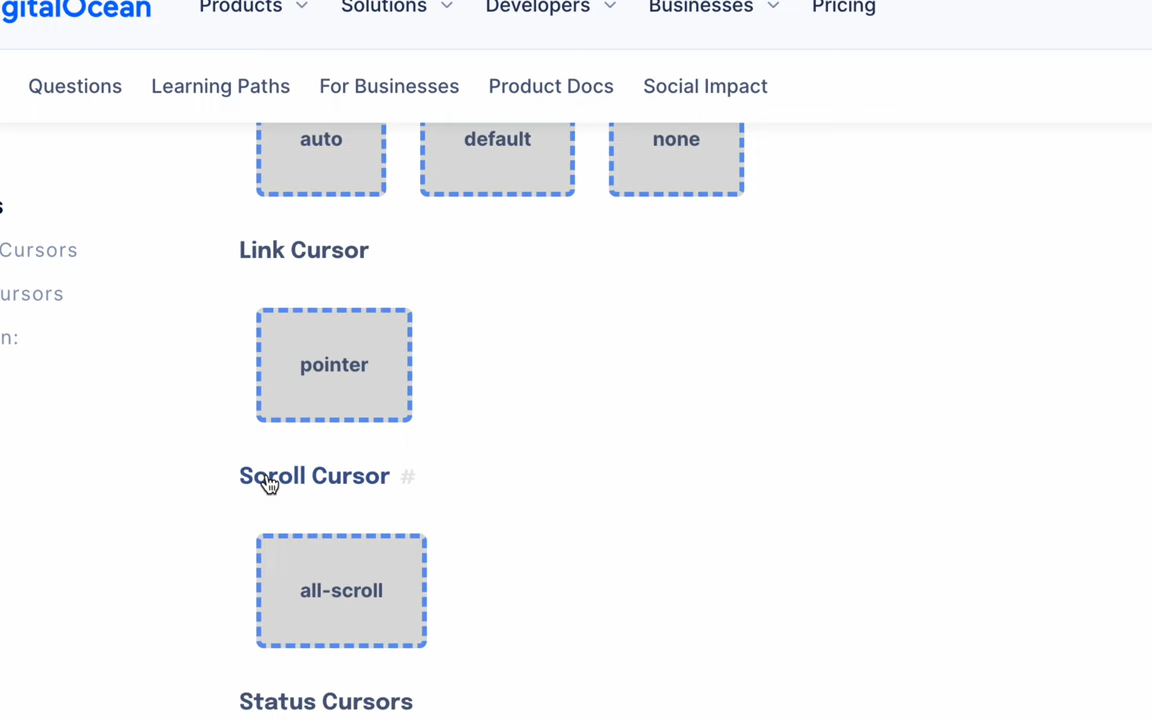 gitalOcean Products Solutions Developers Businesses Pricing
Questions Learning Paths For Businesses Product Docs Social Impact
auto default none
s
Cursors
ursors
n:
Link Cursor
pointer
Scroll Cursor #
all-scroll
Status Cursors